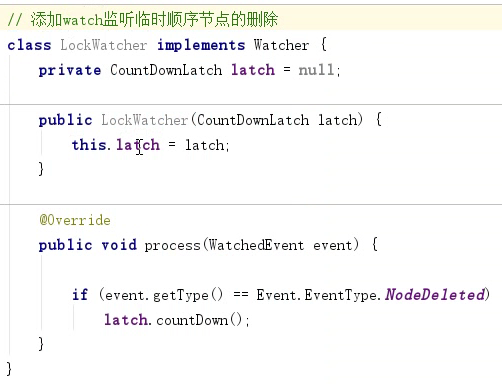 // 添加watch监听临时顺序节点的删除
class LockWatcher implements Watcher {
    private CountDownLatch latch = null;
    public LockWatcher(CountDownLatch latch) {
        this.latch = latch;
    }
    @Override
    public void process(WatchedEvent event) {
        if (event.getType() == Event.EventType.NodeDeleted)
            latch.countDown();
    }
}